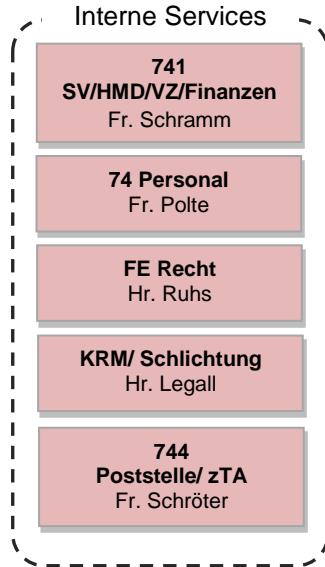 Interne Services
741
SV/HMD/VZ/Finanzen
Fr. Schramm
74 Personal
Fr. Polte
FE Recht
Hr. Ruhs
KRM/ Schlichtung
Hr. Legall
744
Poststelle/ zTA
Fr. Schröter